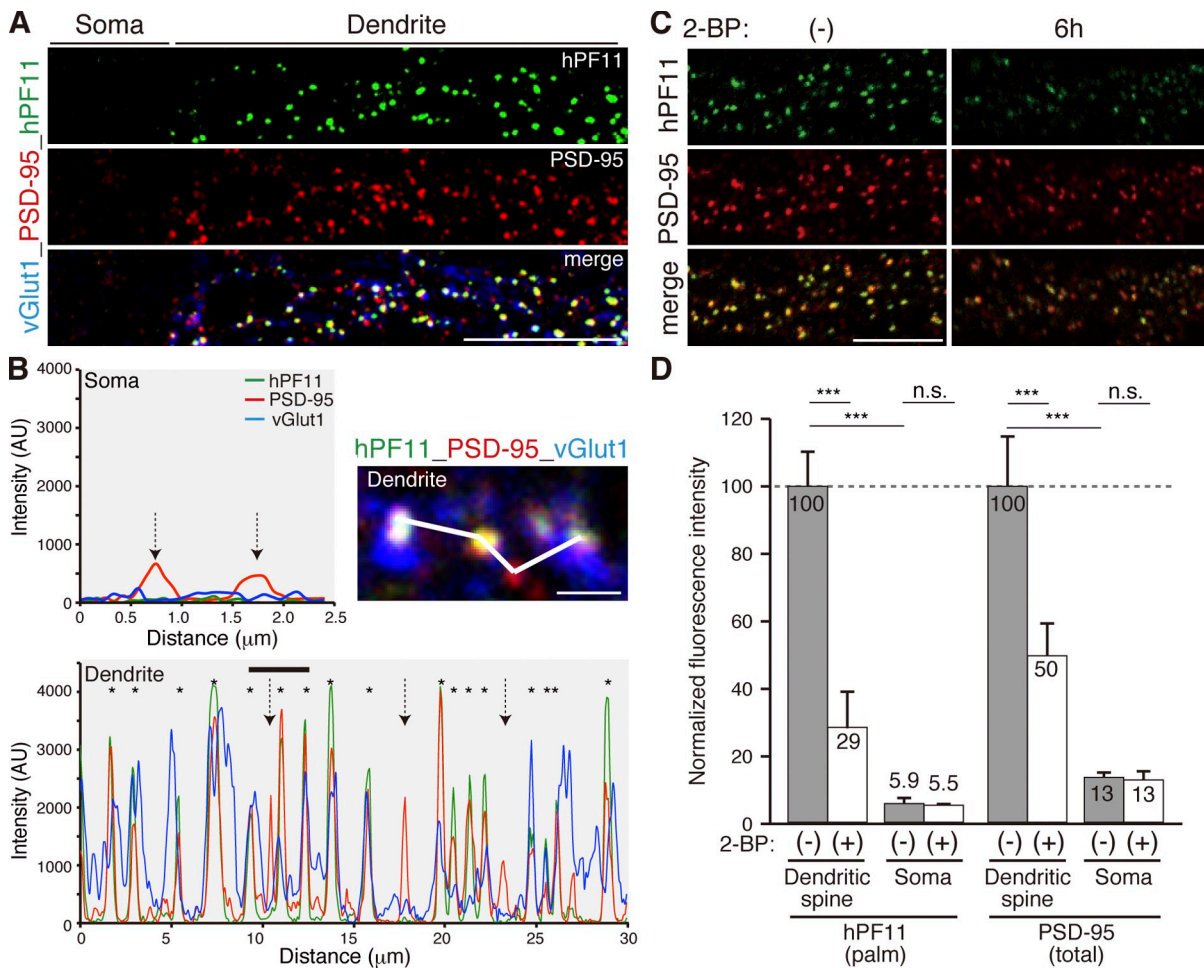 A
Soma
Dendrite
vGlut1_PSD-95_hPF11
hPF11
PSD-95
merge
B
Intensity (AU)
4000
3000
2000
1000
0
Soma
hPF11
PSD-95
vGlut1
0 0.5 1.0 1.5 2.0 2.5
Distance (μm)
hPF11_PSD-95_vGlut1
Dendrite
Intensity (AU)
4000
3000
2000
1000
0
Dendrite
* * * * * * * * * * * * * * * *
0 5 10 15 20 25 30
Distance (μm)
C
2-BP: (-) 6h
hPF11
PSD-95
merge
D
Normalized fluorescence intensity
120
100
80
60
40
20
0
*** n.s. *** n.s.
*** ***
100 29 5.9 5.5 100 50 13 13
2-BP: (-) (+) (-) (+) (-) (+) (-) (+)
Dendritic spine
Soma
Dendritic spine
Soma
hPF11
(palm)
PSD-95
(total)